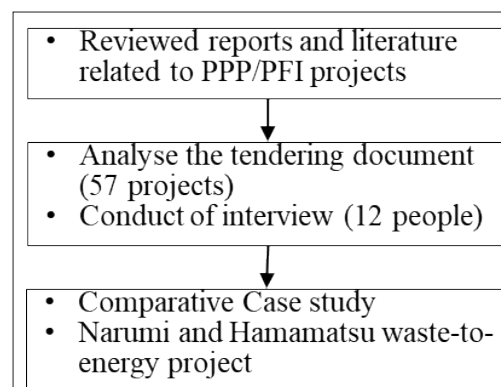 • Reviewed reports and literature
related to PPP/PFI projects
• Analyse the tendering document
(57 projects)
• Conduct of interview (12 people)
• Comparative Case study
• Narumi and Hamamatsu waste-to-
energy project